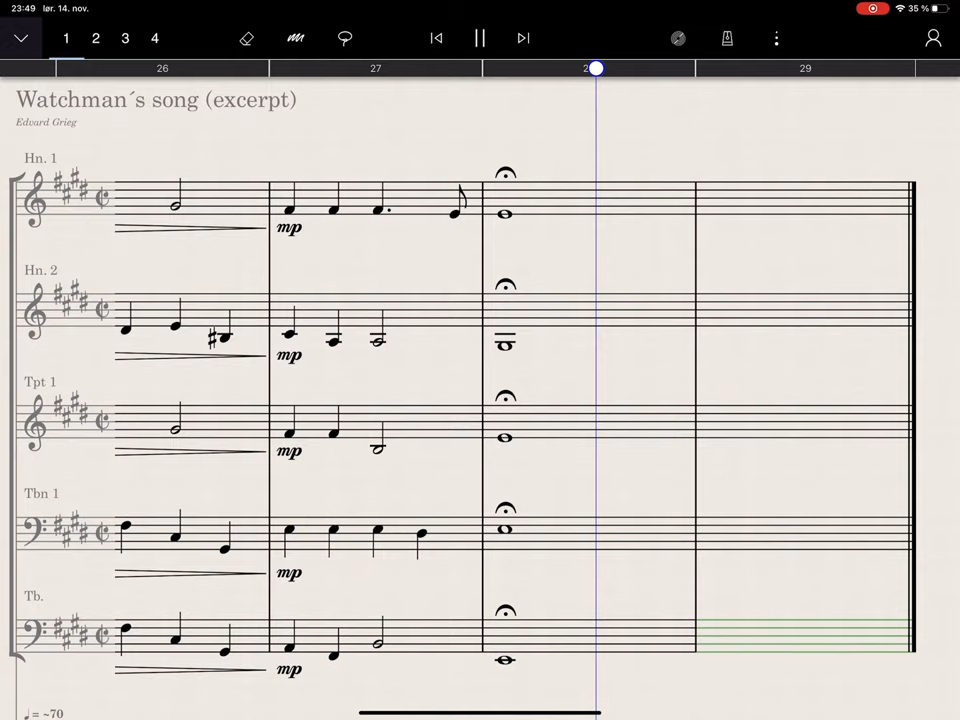 23:49 lør. 14. nov. 35 %
1 2 3 4
26 27 29
Watchman´s song (excerpt)
Edvard Grieg
Hn. 1
mp
Hn. 2
mp
Tpt 1
mp
Tbn 1
mp
Tb.
mp
♩= ~70